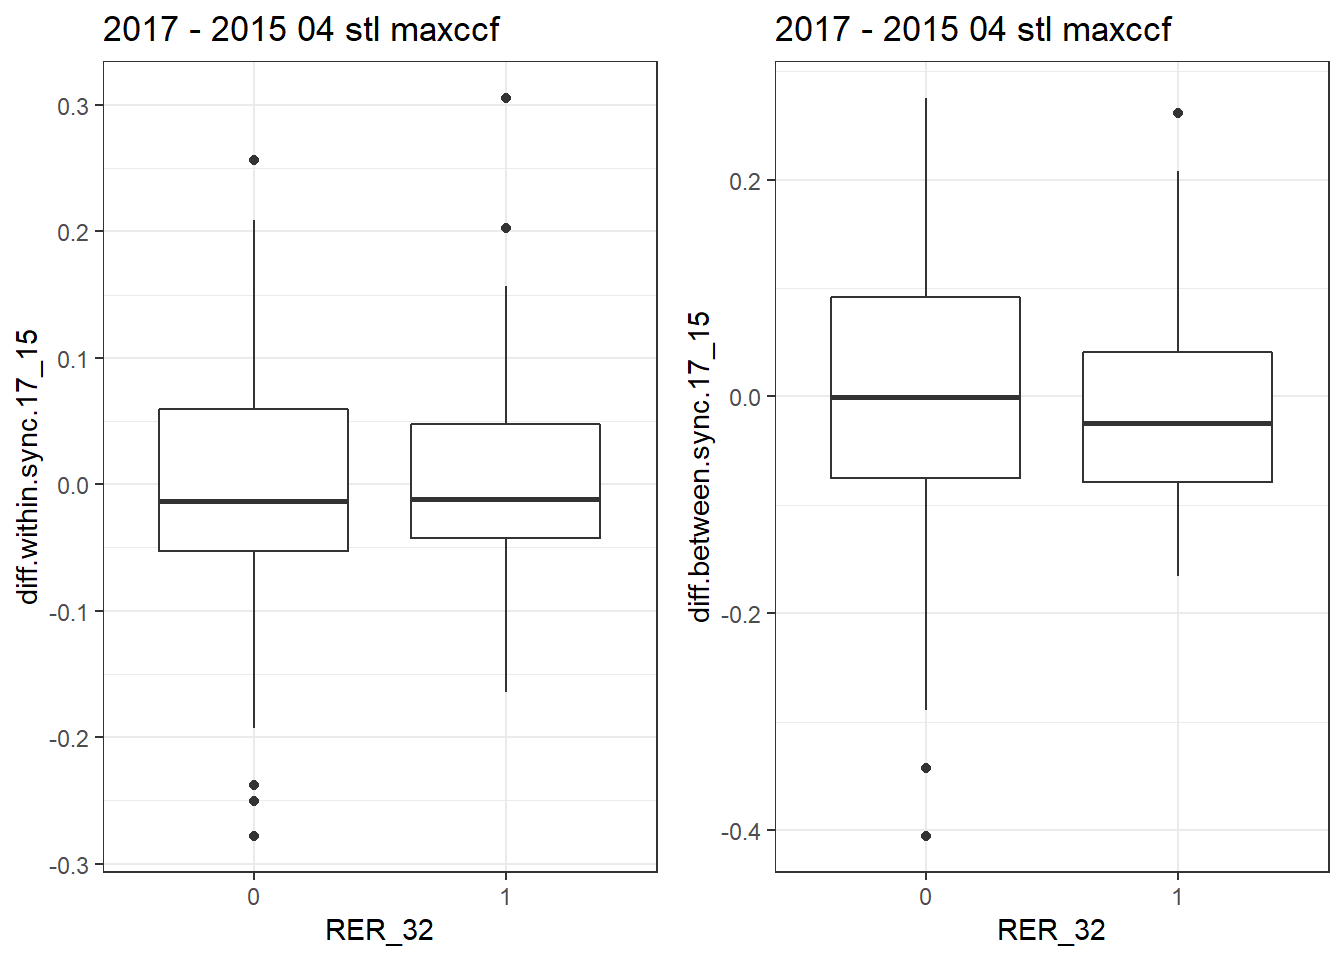 2017 - 2015 04 stl maxccf
diff.within.sync.17_15
0.3
0.2
0.1
0.0
-0.1
-0.2
-0.3
0 1
RER_32
2017 - 2015 04 stl maxccf
diff.between.sync.17_15
0.2
0.0
-0.2
-0.4
0 1
RER_32